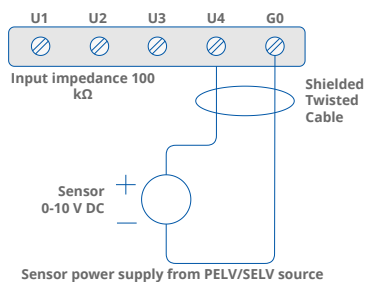 U1 U2 U3 U4 G0
Input impedance 100
kΩ
Shielded
Twisted
Cable
+
Sensor
0-10 V DC
—
Sensor power supply from PELV/SELV source